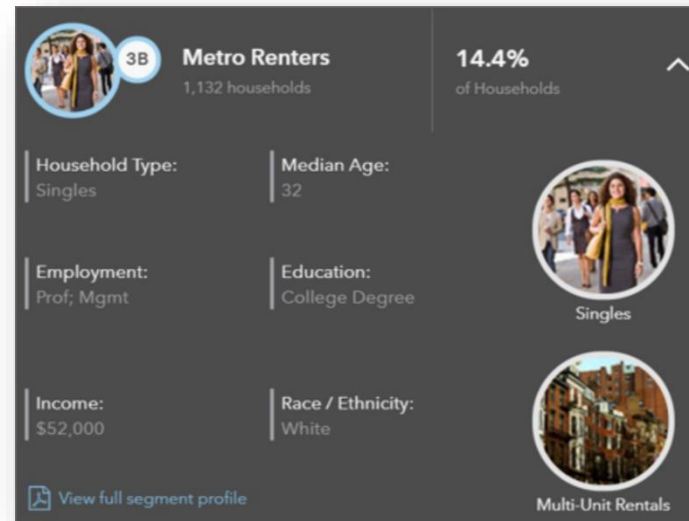 3B
Metro Renters
1,132 households
14.4%
of Households
Household Type:
Singles
Median Age:
32
Employment:
Prof; Mgmt
Education:
College Degree
Singles
Income:
$52,000
Race / Ethnicity:
White
View full segment profile
Multi-Unit Rentals